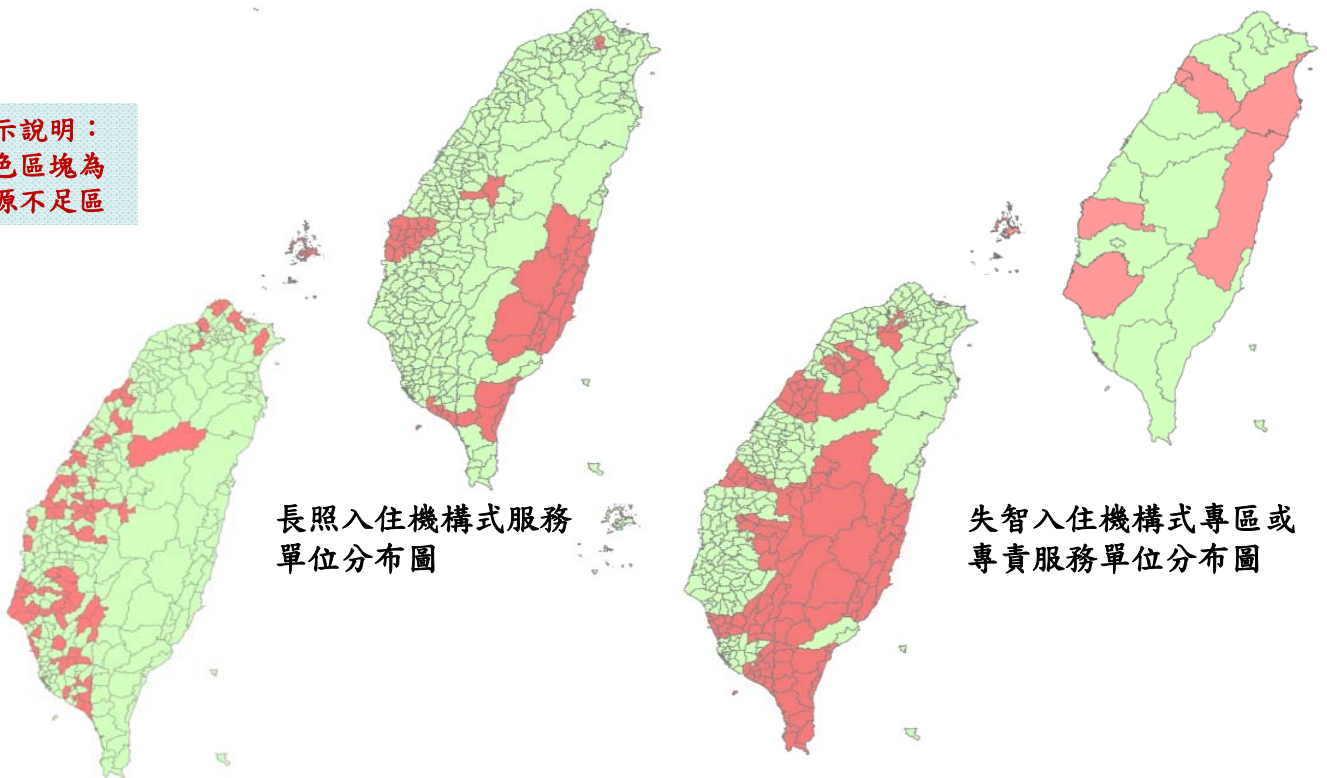 示說明：
色區塊為
源不足區
長照入住機構式服務
單位分布圖
失智入住機構式專區或
專責服務單位分布圖